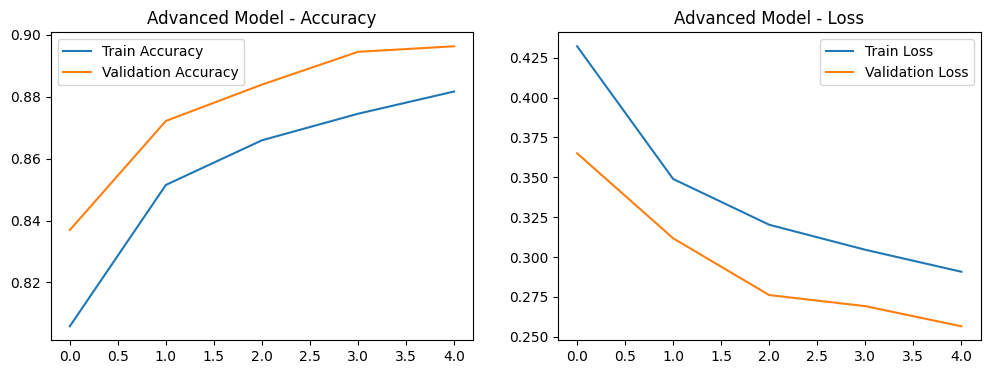 Advanced Model - Accuracy
Train Accuracy
Validation Accuracy
0.90
0.88
0.86
0.84
0.82
0.0 0.5 1.0 1.5 2.0 2.5 3.0 3.5 4.0
Advanced Model - Loss
Train Loss
Validation Loss
0.425
0.400
0.375
0.350
0.325
0.300
0.275
0.250
0.0 0.5 1.0 1.5 2.0 2.5 3.0 3.5 4.0